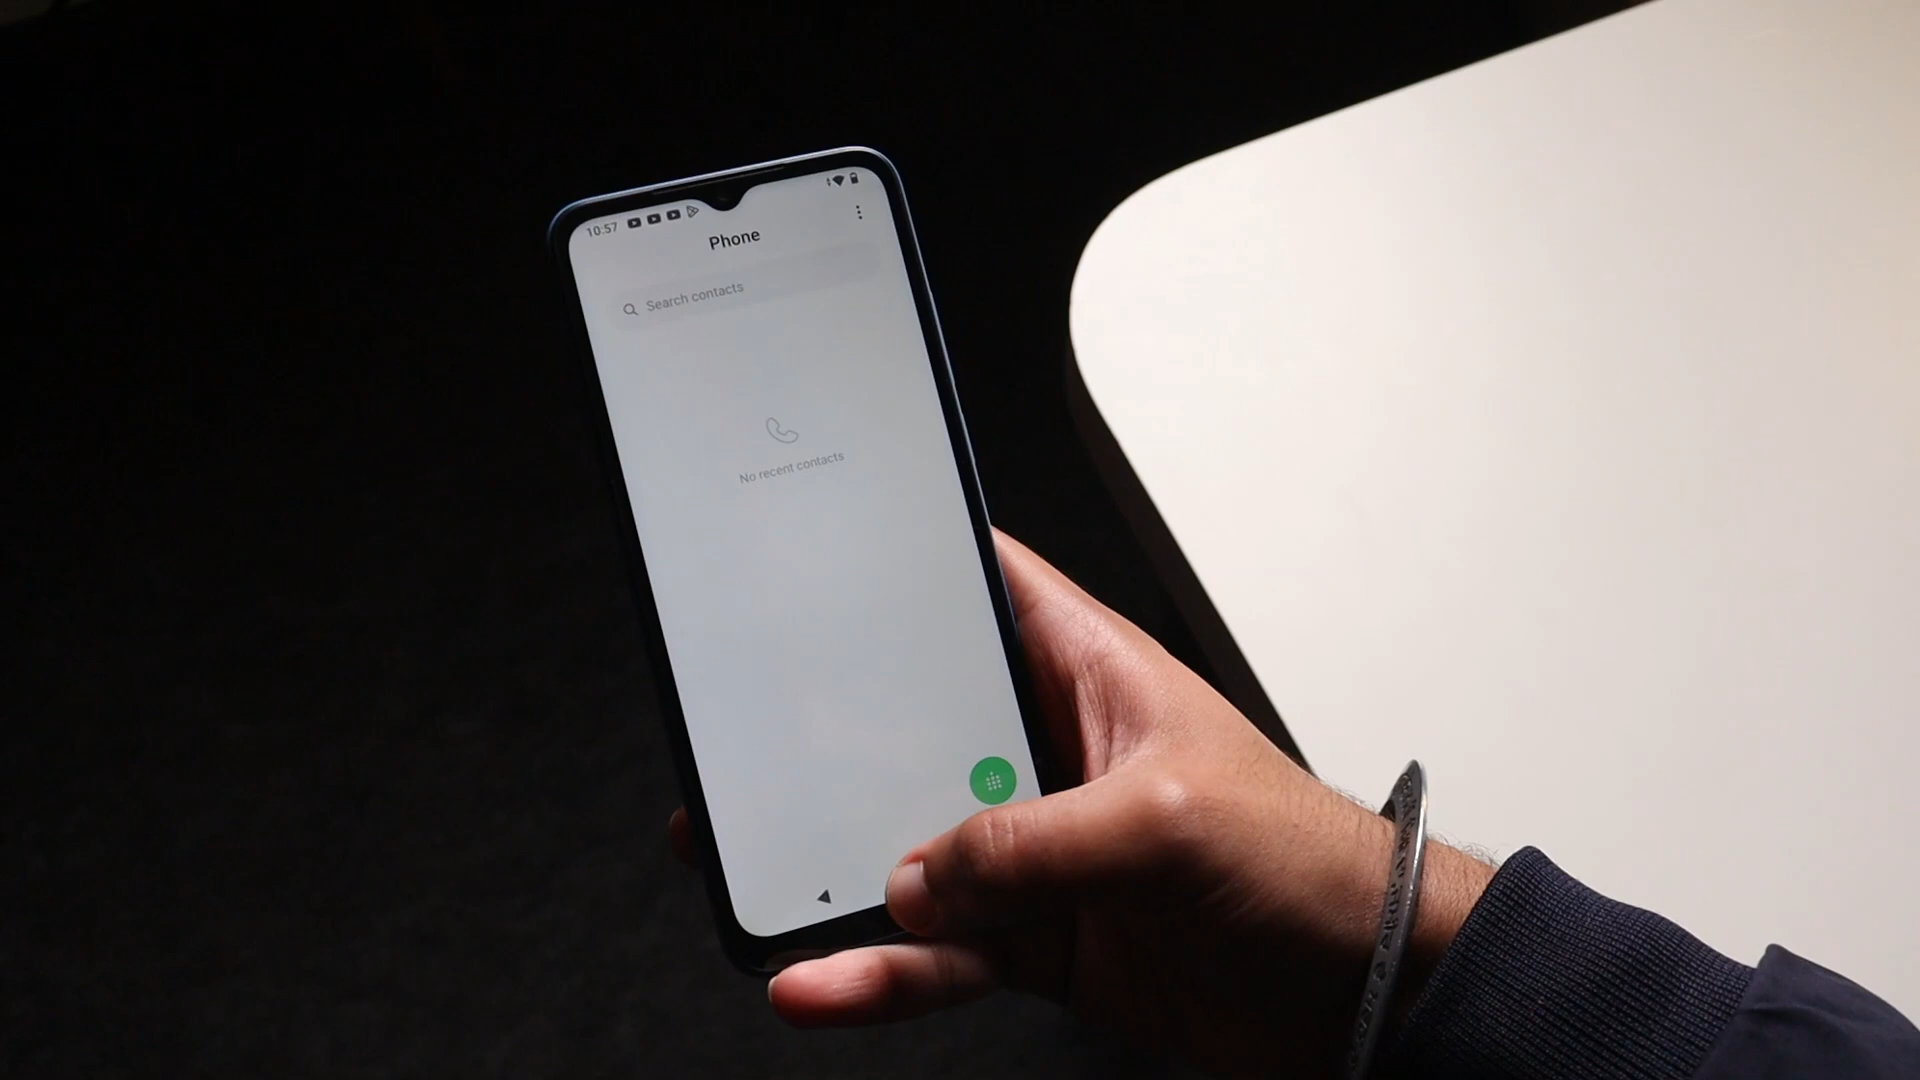 10:57
Phone
Search contacts
No recent contacts